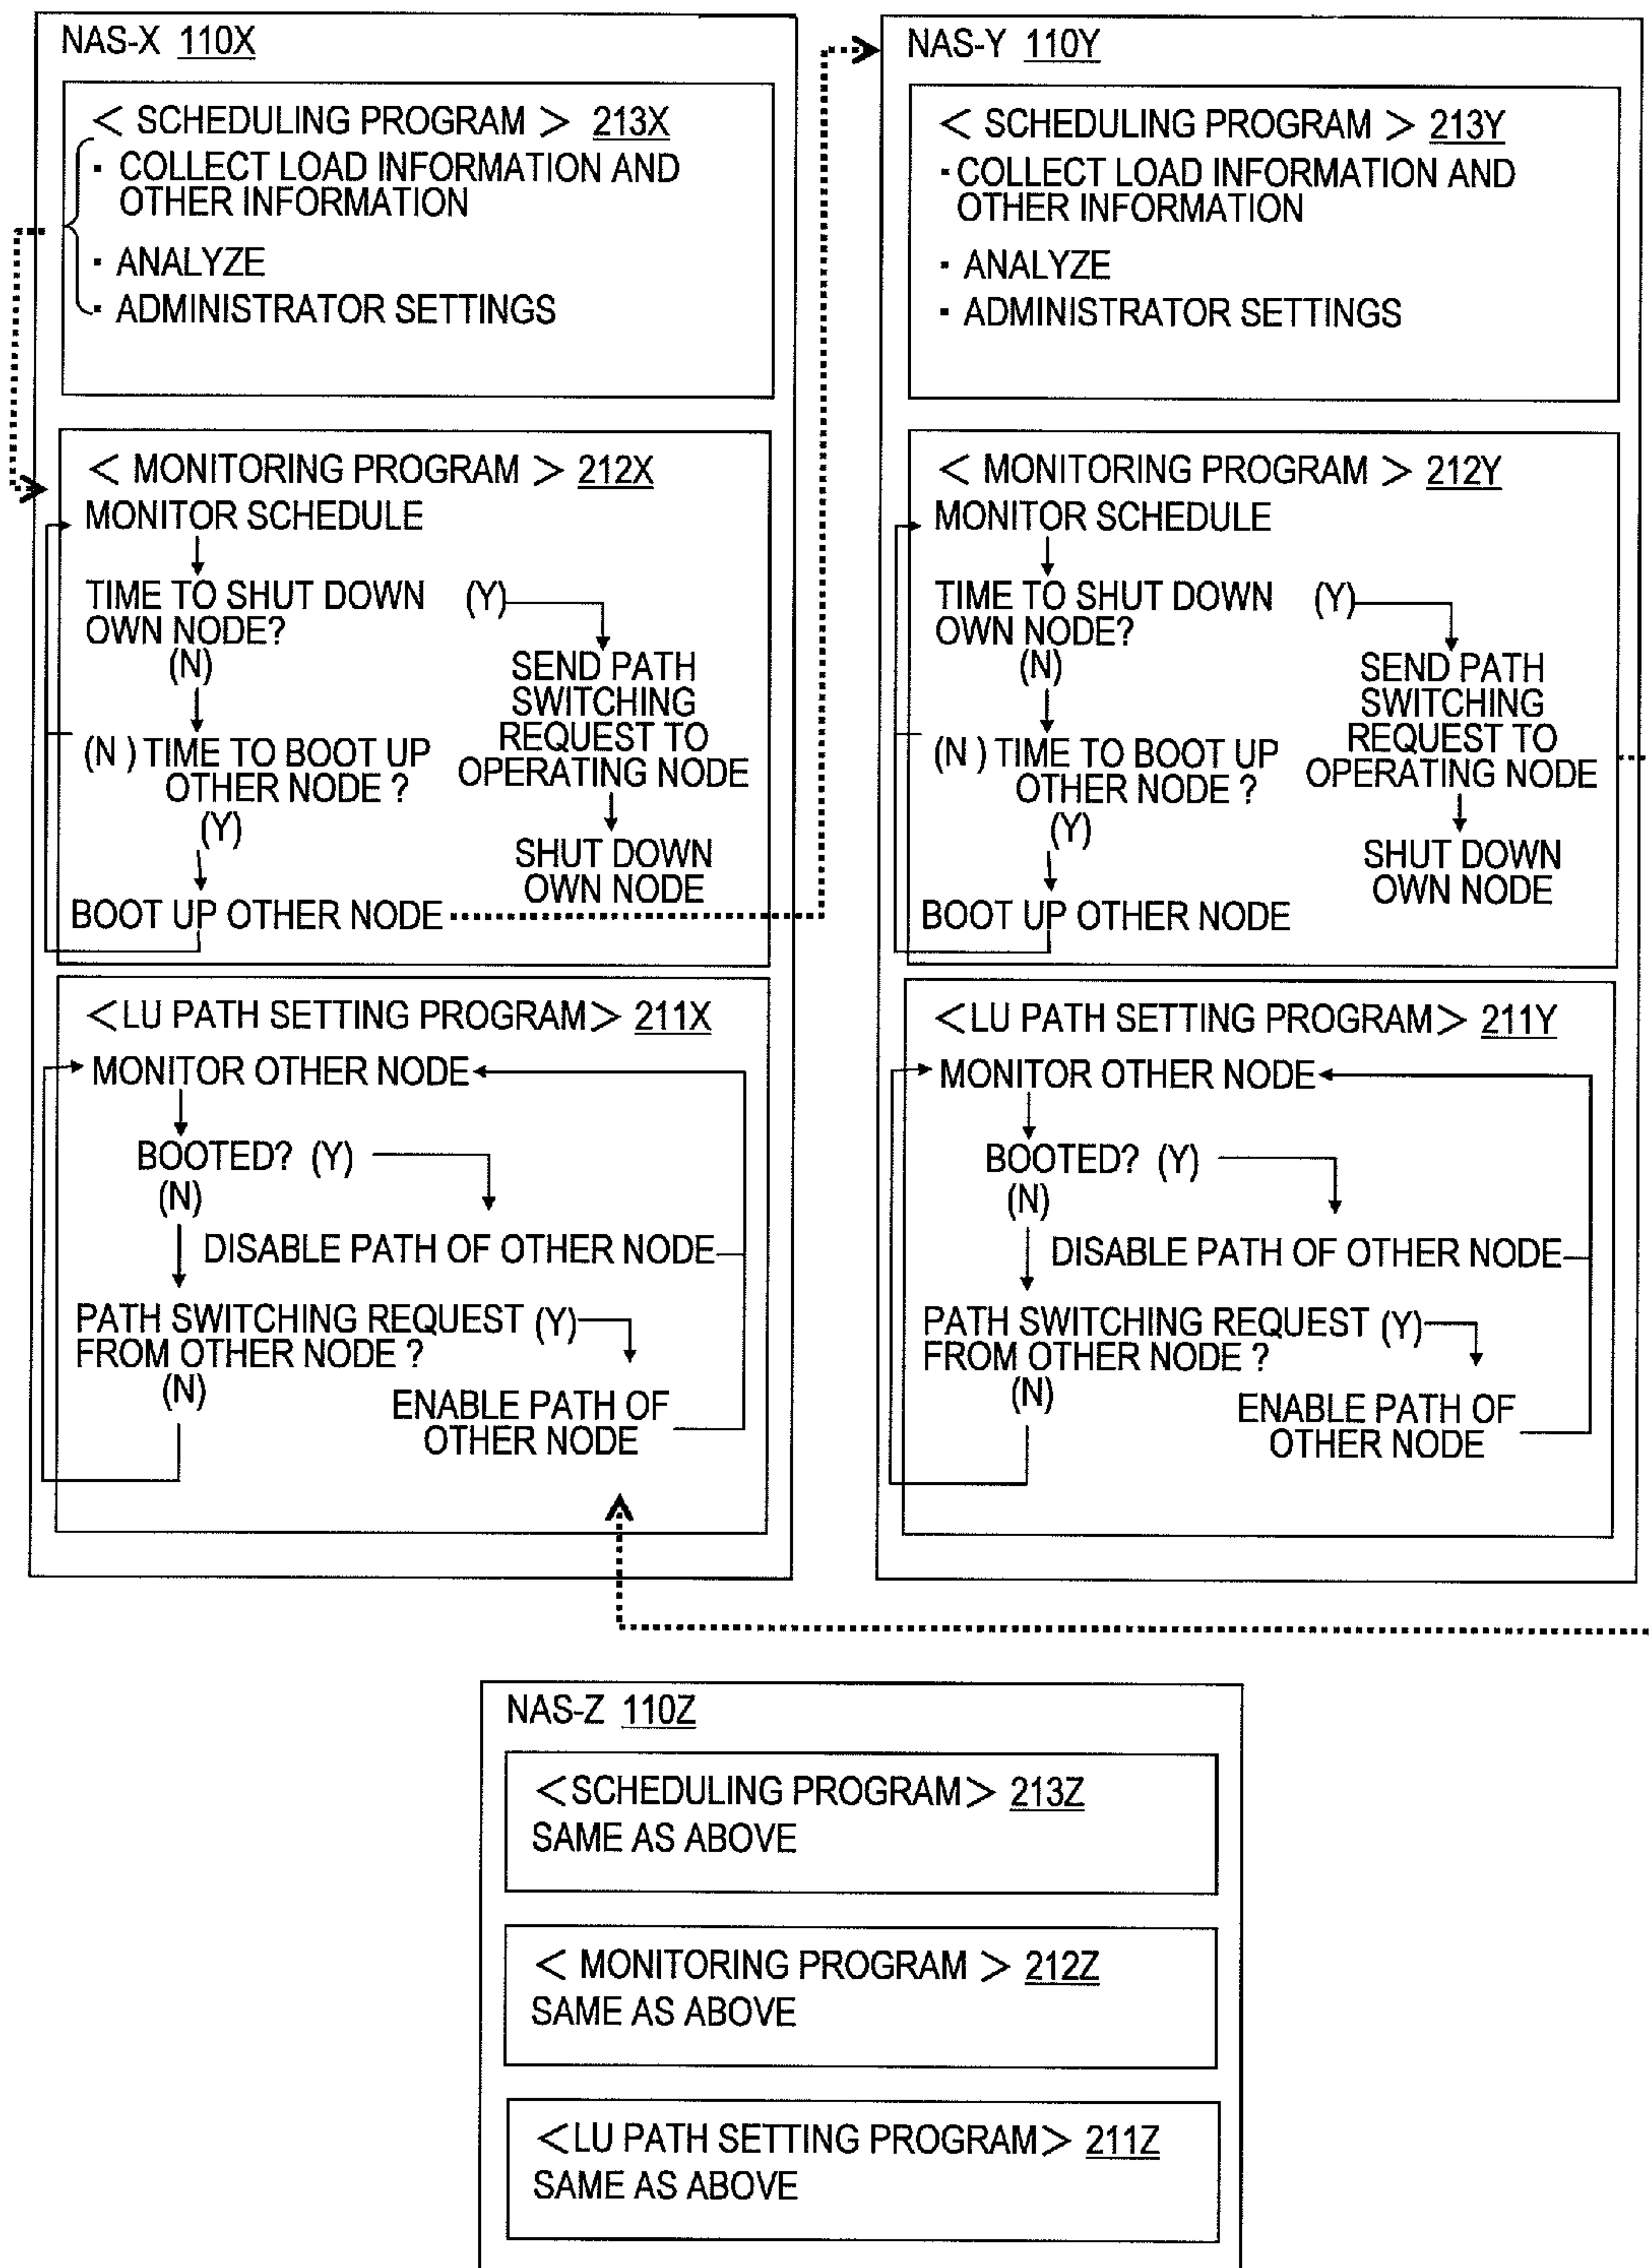 NAS-X 110X
< SCHEDULING PROGRAM > 213X
· COLLECT LOAD INFORMATION AND
OTHER INFORMATION
· ANALYZE
· ADMINISTRATOR SETTINGS
< MONITORING PROGRAM > 212X
MONITOR SCHEDULE
TIME TO SHUT DOWN (Y)
OWN NODE?
(N)
SEND PATH
SWITCHING
REQUEST TO
OPERATING NODE
(N) TIME TO BOOT UP
OTHER NODE ?
(Y)
SHUT DOWN
OWN NODE
BOOT UP OTHER NODE
<LU PATH SETTING PROGRAM> 211X
MONITOR OTHER NODE
BOOTED? (Y)
(N)
DISABLE PATH OF OTHER NODE
PATH SWITCHING REQUEST (Y)
FROM OTHER NODE ?
(N)
ENABLE PATH OF
OTHER NODE
NAS-Y 110Y
< SCHEDULING PROGRAM > 213Y
· COLLECT LOAD INFORMATION AND
OTHER INFORMATION
· ANALYZE
· ADMINISTRATOR SETTINGS
< MONITORING PROGRAM > 212Y
MONITOR SCHEDULE
TIME TO SHUT DOWN (Y)
OWN NODE?
(N)
SEND PATH
SWITCHING
REQUEST TO
OPERATING NODE
(N) TIME TO BOOT UP
OTHER NODE ?
(Y)
SHUT DOWN
OWN NODE
BOOT UP OTHER NODE
<LU PATH SETTING PROGRAM> 211Y
MONITOR OTHER NODE
BOOTED? (Y)
(N)
DISABLE PATH OF OTHER NODE
PATH SWITCHING REQUEST (Y)
FROM OTHER NODE ?
(N)
ENABLE PATH OF
OTHER NODE
NAS-Z 110Z
<SCHEDULING PROGRAM> 213Z
SAME AS ABOVE
< MONITORING PROGRAM > 212Z
SAME AS ABOVE
<LU PATH SETTING PROGRAM> 211Z
SAME AS ABOVE